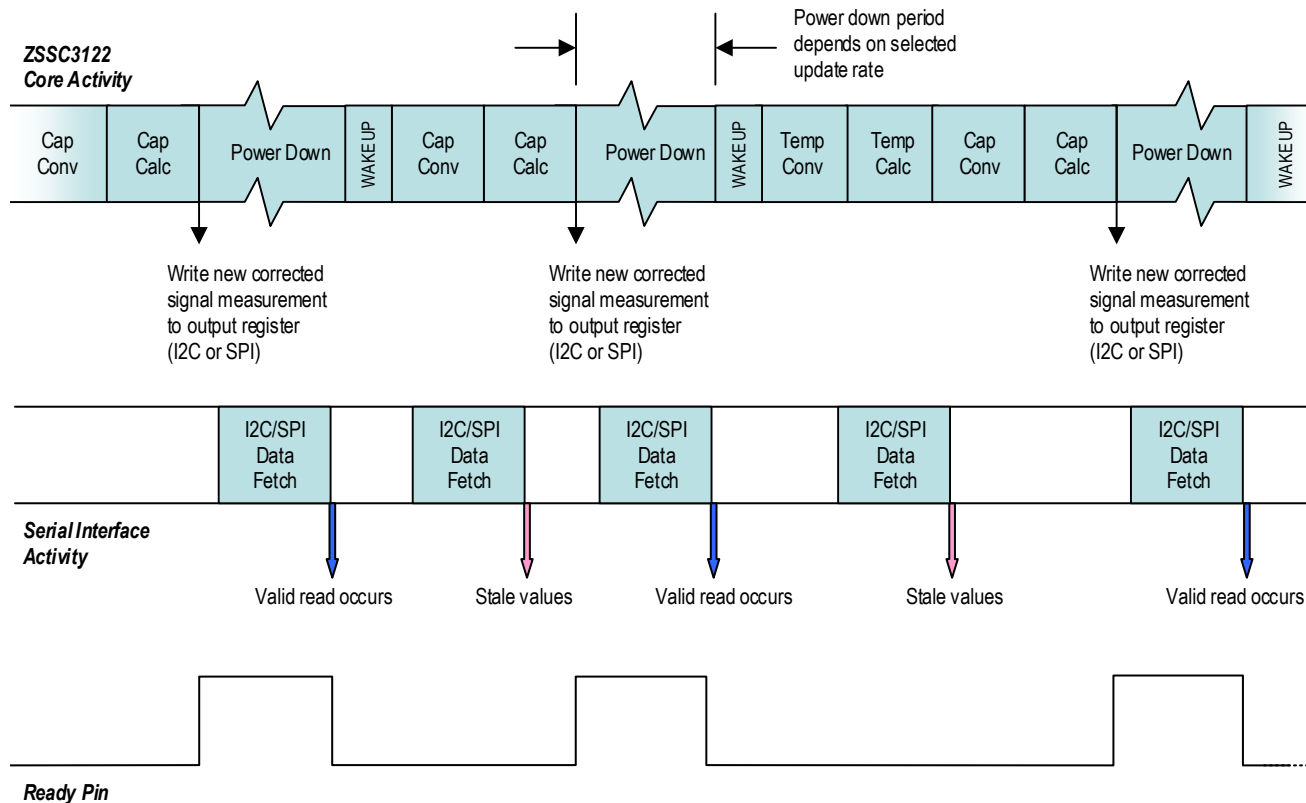 Power down period
depends on selected
update rate
ZSSC3122
Core Activity
Cap
Conv
Cap
Calc
Power Down
WAKE UP
Cap
Conv
Cap
Calc
Power Down
WAKE UP
Temp
Conv
Temp
Calc
Cap
Conv
Cap
Calc
Power Down
WAKE UP
Write new corrected
signal measurement
to output register
(I2C or SPI)
Write new corrected
signal measurement
to output register
(I2C or SPI)
Write new corrected
signal measurement
to output register
(I2C or SPI)
I2C/SPI
Data
Fetch
I2C/SPI
Data
Fetch
I2C/SPI
Data
Fetch
I2C/SPI
Data
Fetch
I2C/SPI
Data
Fetch
Serial Interface
Activity
Valid read occurs
Stale values
Valid read occurs
Stale values
Valid read occurs
Ready Pin